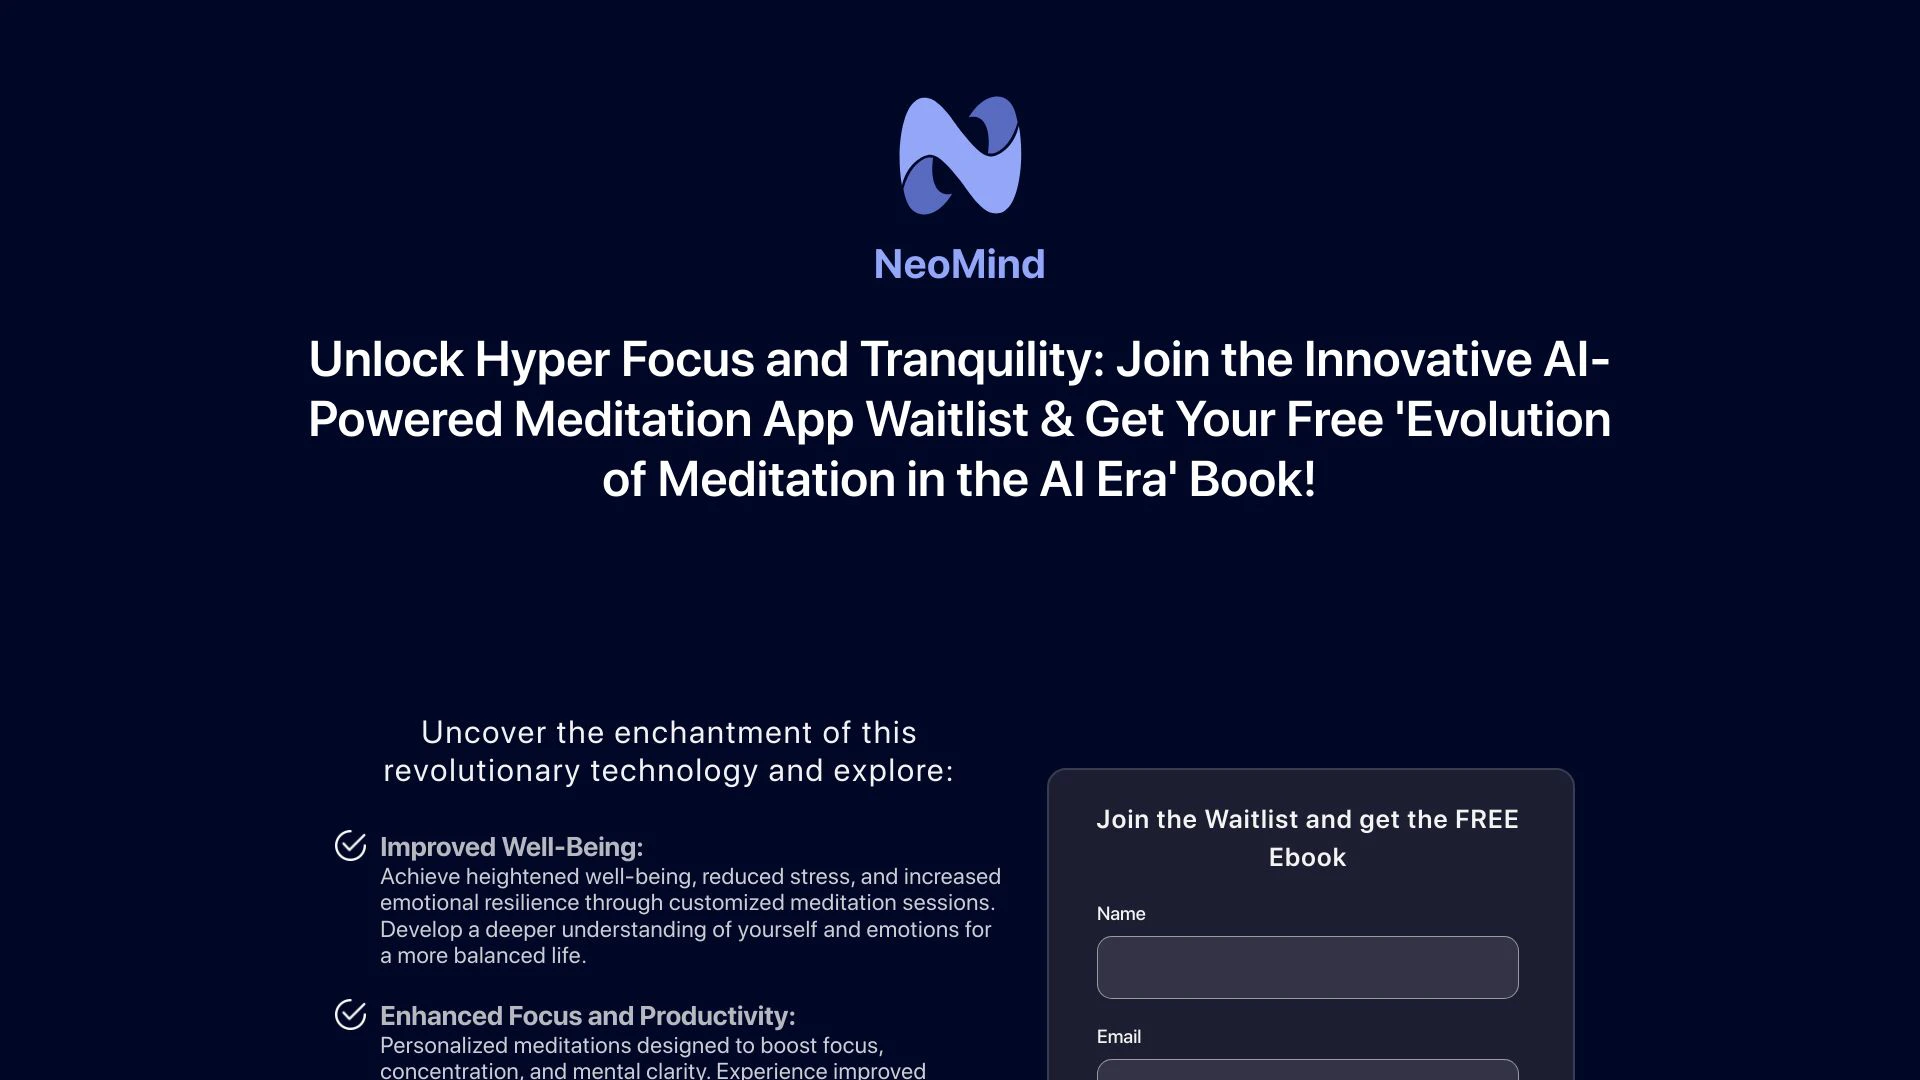 NeoMind
Unlock Hyper Focus and Tranquility: Join the Innovative AI-
Powered Meditation App Waitlist & Get Your Free 'Evolution
of Meditation in the AI Era' Book!
Uncover the enchantment of this
revolutionary technology and explore:
Improved Well-Being:
Achieve heightened well-being, reduced stress, and increased
emotional resilience through customized meditation sessions.
Develop a deeper understanding of yourself and emotions for
a more balanced life.
Enhanced Focus and Productivity:
Personalized meditations designed to boost focus,
concentration, and mental clarity. Experience improved
Join the Waitlist and get the FREE
Ebook
Name
Email